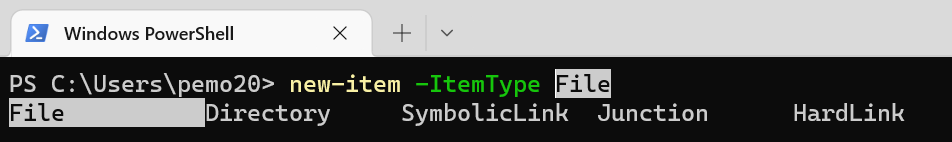 Windows PowerShell
PS C:\Users\pemo20> new-item -ItemType File
File Directory SymbolicLink Junction HardLink